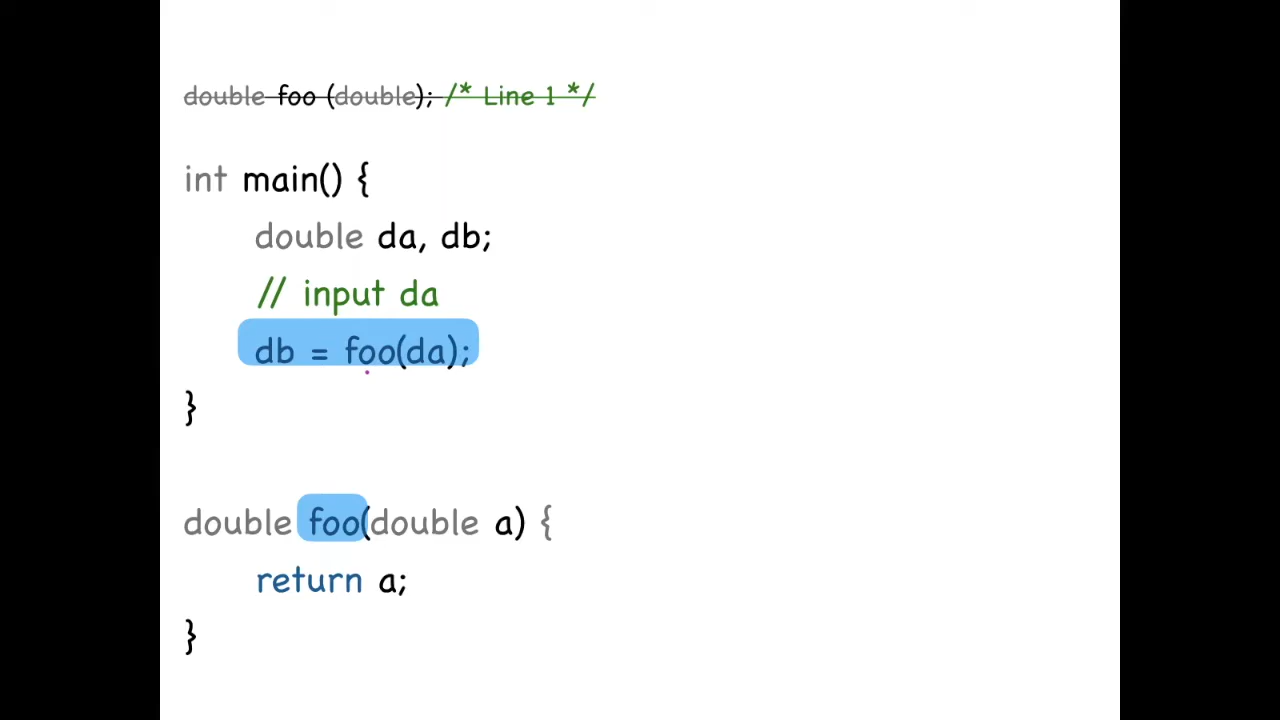 double foo (double); /* Line 1 */
int main() {
double da, db;
// input da
db = foo(da);
}
double foo(double a) {
return a;
}